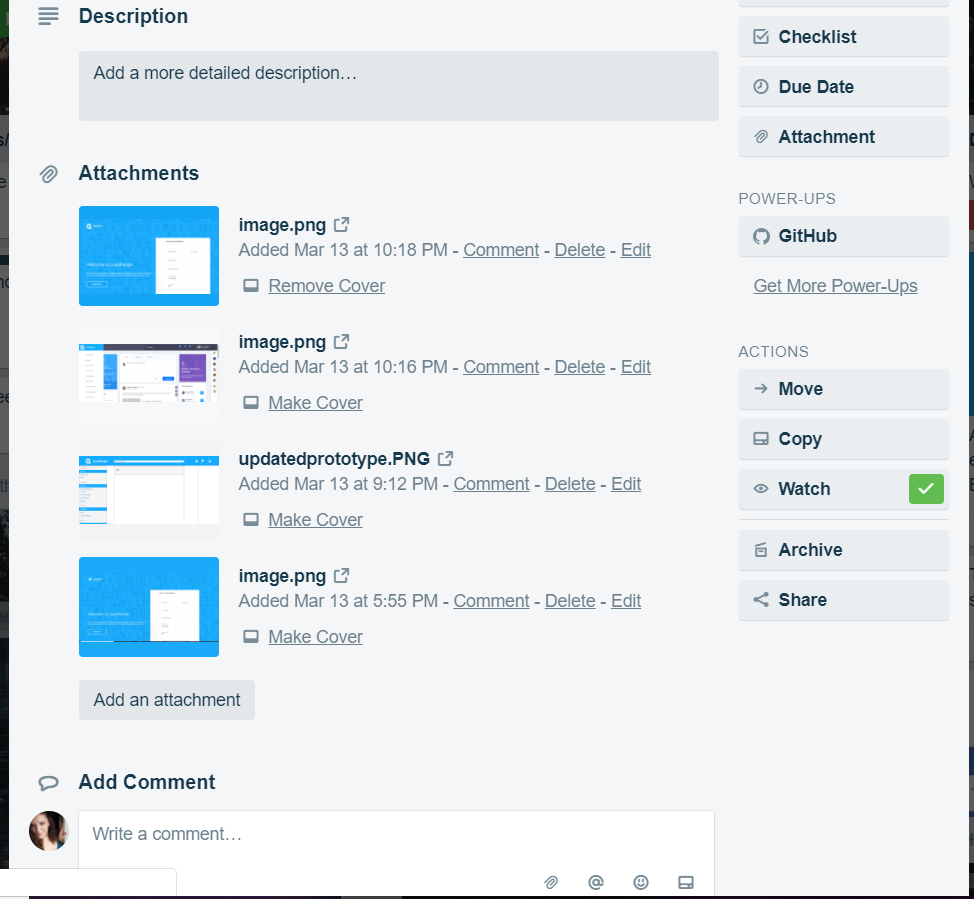 Description
Add a more detailed description…
Attachments
image.png
Added Mar 13 at 10:18 PM - Comment - Delete - Edit
Remove Cover
image.png
Added Mar 13 at 10:16 PM - Comment - Delete - Edit
Make Cover
updatedprototype.PNG
Added Mar 13 at 9:12 PM - Comment - Delete - Edit
Make Cover
image.png
Added Mar 13 at 5:55 PM - Comment - Delete - Edit
Make Cover
Add an attachment
Add Comment
Write a comment…
Checklist
Due Date
Attachment
POWER-UPS
GitHub
Get More Power-Ups
ACTIONS
Move
Copy
Watch
Archive
Share